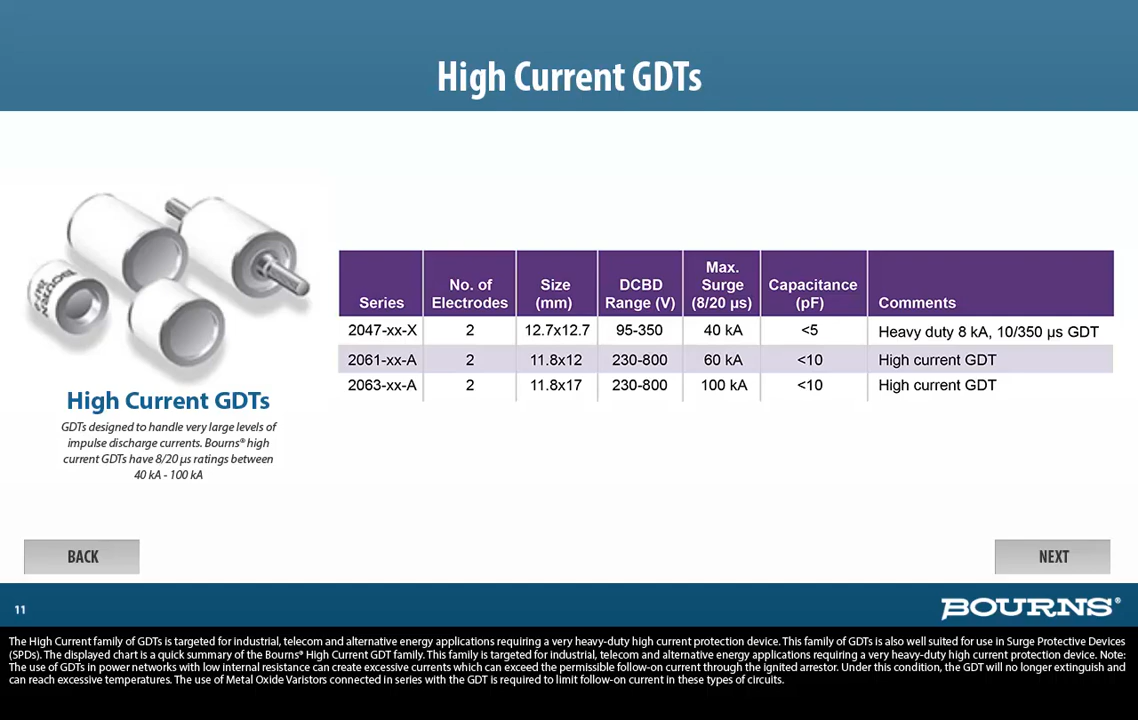 High Current GDTs
Series No. of Electrodes Size (mm) DCBD Range (V) Max. Surge (8/20 µs) Capacitance (pF) Comments
2047-xx-X 2 12.7x12.7 95-350 40 kA <5 Heavy duty 8 kA, 10/350 µs GDT
2061-xx-A 2 11.8x12 230-800 60 kA <10 High current GDT
2063-xx-A 2 11.8x17 230-800 100 kA <10 High current GDT
High Current GDTs
GDTs designed to handle very large levels of
impulse discharge currents. Bourns® high
current GDTs have 8/20 µs ratings between
40 kA - 100 kA
BACK
NEXT
11
BOURNS®
The High Current family of GDTs is targeted for industrial, telecom and alternative energy applications requiring a very heavy-duty high current protection device. This family of GDTs is also well suited for use in Surge Protective Devices
(SPDs). The displayed chart is a quick summary of the Bourns® High Current GDT family. This family is targeted for industrial, telecom and alternative energy applications requiring a very heavy-duty high current protection device. Note:
The use of GDTs in power networks with low internal resistance can create excessive currents which can exceed the permissible follow-on current through the ignited arrestor. Under this condition, the GDT will no longer extinguish and
can reach excessive temperatures. The use of Metal Oxide Varistors connected in series with the GDT is required to limit follow-on current in these types of circuits.